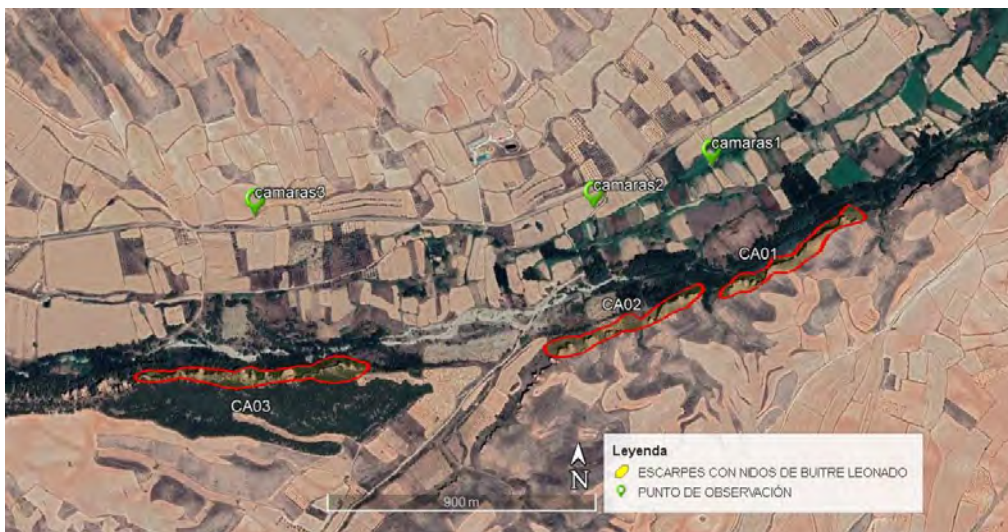 camaras1
camaras2
camaras3
CA01
CA02
CA03
N
900 m
Leyenda
ESCARPES CON NIDOS DE BUITRE LEONADO
PUNTO DE OBSERVACIÓN